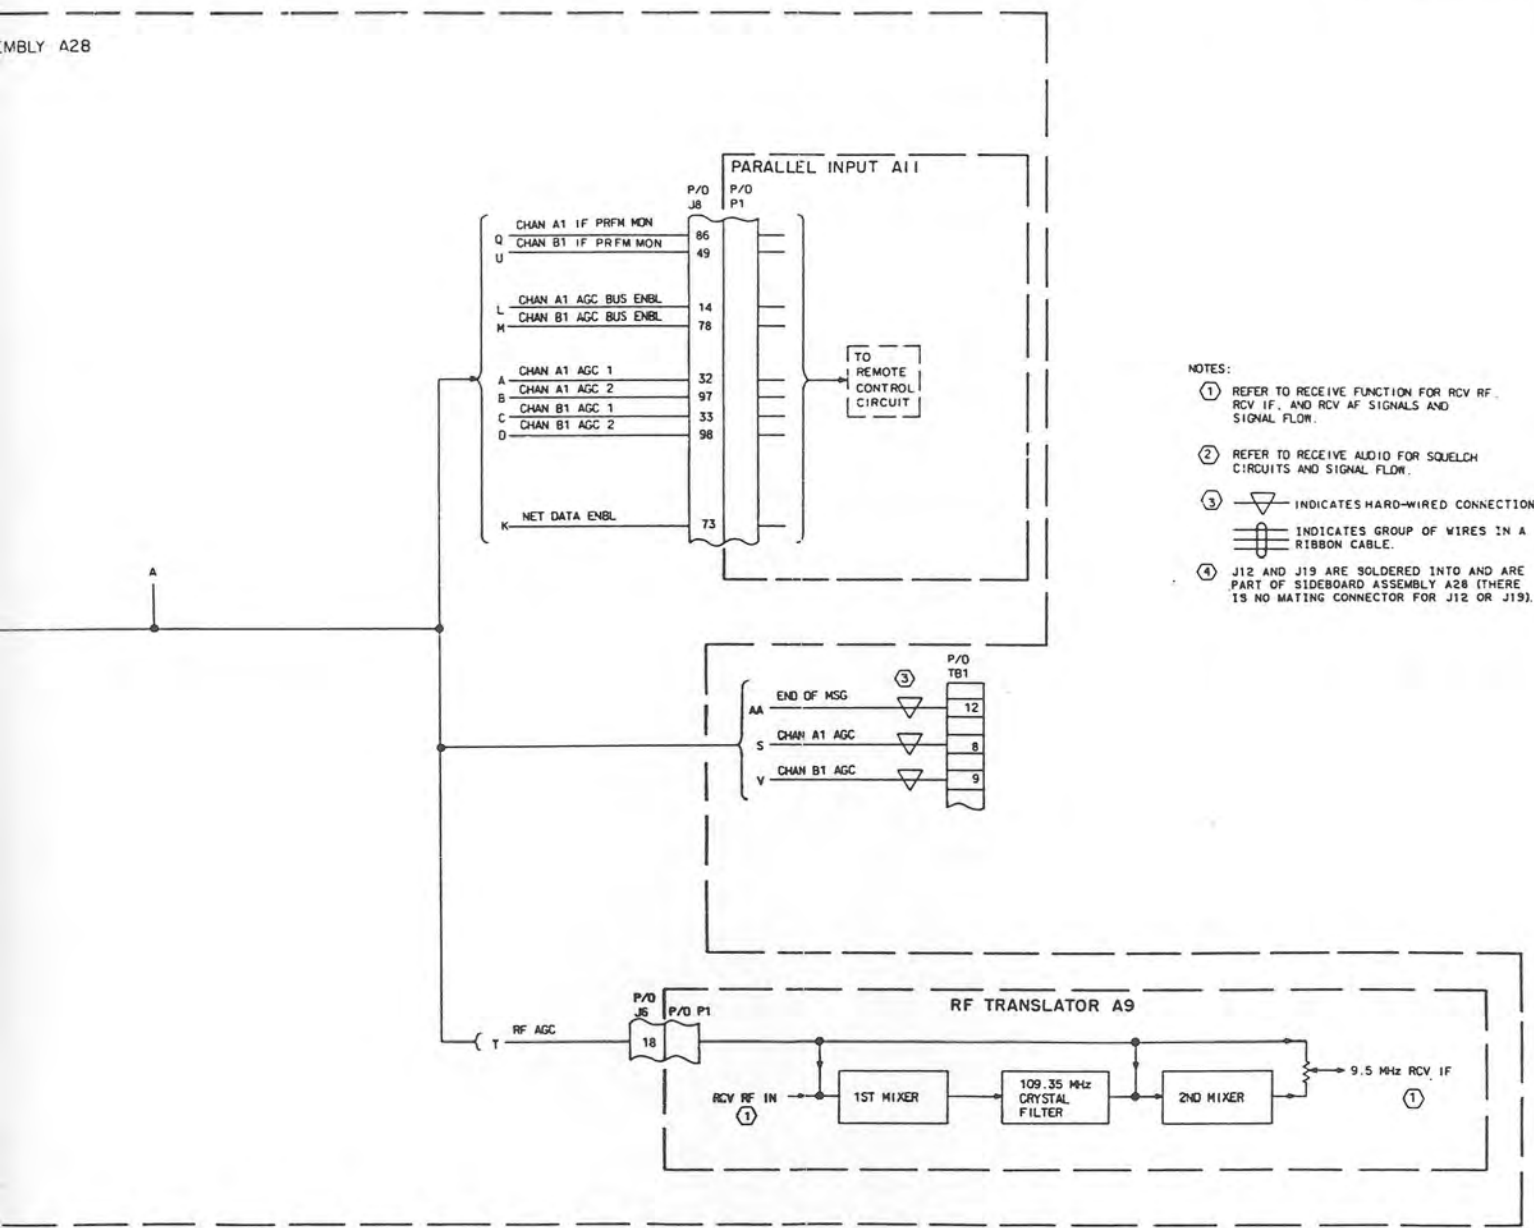 EMBLY A28
PARALLEL INPUT A11
P/O P/O
J8 P1
CHAN A1 IF PRFM MON
Q 86
CHAN B1 IF PRFM MON
U 49
CHAN A1 AGC BUS ENBL
L 14
CHAN B1 AGC BUS ENBL
M 78
CHAN A1 AGC 1
A 32
CHAN A1 AGC 2
B 97
CHAN B1 AGC 1
C 33
CHAN B1 AGC 2
D 98
NET DATA ENBL
K 73
TO
REMOTE
CONTROL
CIRCUIT
NOTES:
1 REFER TO RECEIVE FUNCTION FOR RCV RF,
RCV IF, AND RCV AF SIGNALS AND
SIGNAL FLOW.
2 REFER TO RECEIVE AUDIO FOR SQUELCH
CIRCUITS AND SIGNAL FLOW.
3 INDICATES HARD-WIRED CONNECTION
INDICATES GROUP OF WIRES IN A
RIBBON CABLE.
4 J12 AND J19 ARE SOLDERED INTO AND ARE
PART OF SIDEBOARD ASSEMBLY A28 (THERE
IS NO MATING CONNECTOR FOR J12 OR J19).
A
P/O
TB1
3
END OF MSG
AA 12
CHAN A1 AGC
S 8
CHAN B1 AGC
V 9
RF TRANSLATOR A9
P/O
J6 P/O P1
RF AGC
T 18
RCV RF IN
1
1ST MIXER
109.35 MHz
CRYSTAL
FILTER
2ND MIXER
9.5 MHz RCV IF
1